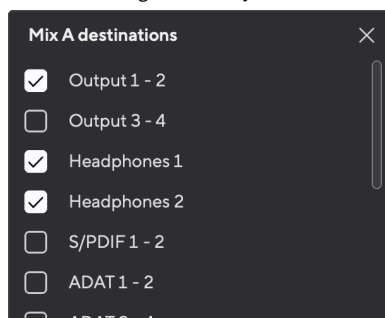 Mix A destinations
Output 1 - 2
Output 3 - 4
Headphones 1
Headphones 2
S/PDIF 1 - 2
ADAT 1 - 2